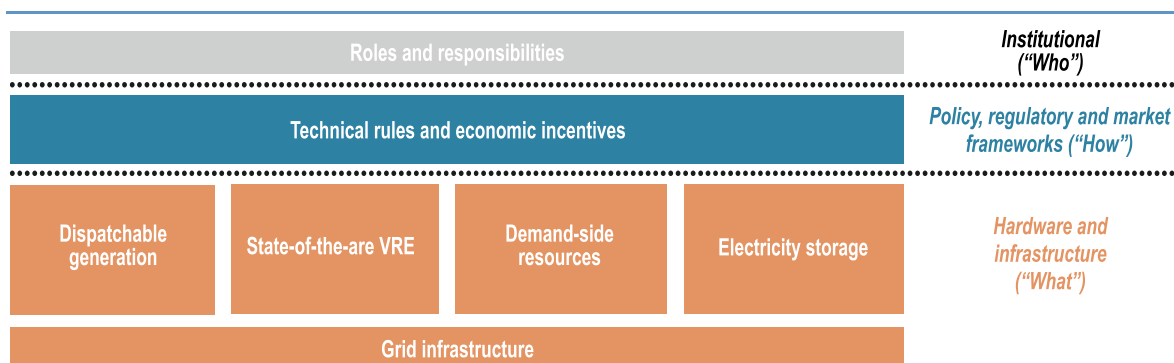 Roles and responsibilities
Institutional
(“Who”)
Technical rules and economic incentives
Policy, regulatory and market
frameworks (“How”)
Dispatchable
generation
State-of-the-are VRE
Demand-side
resources
Electricity storage
Hardware and
infrastructure
(“What”)
Grid infrastructure